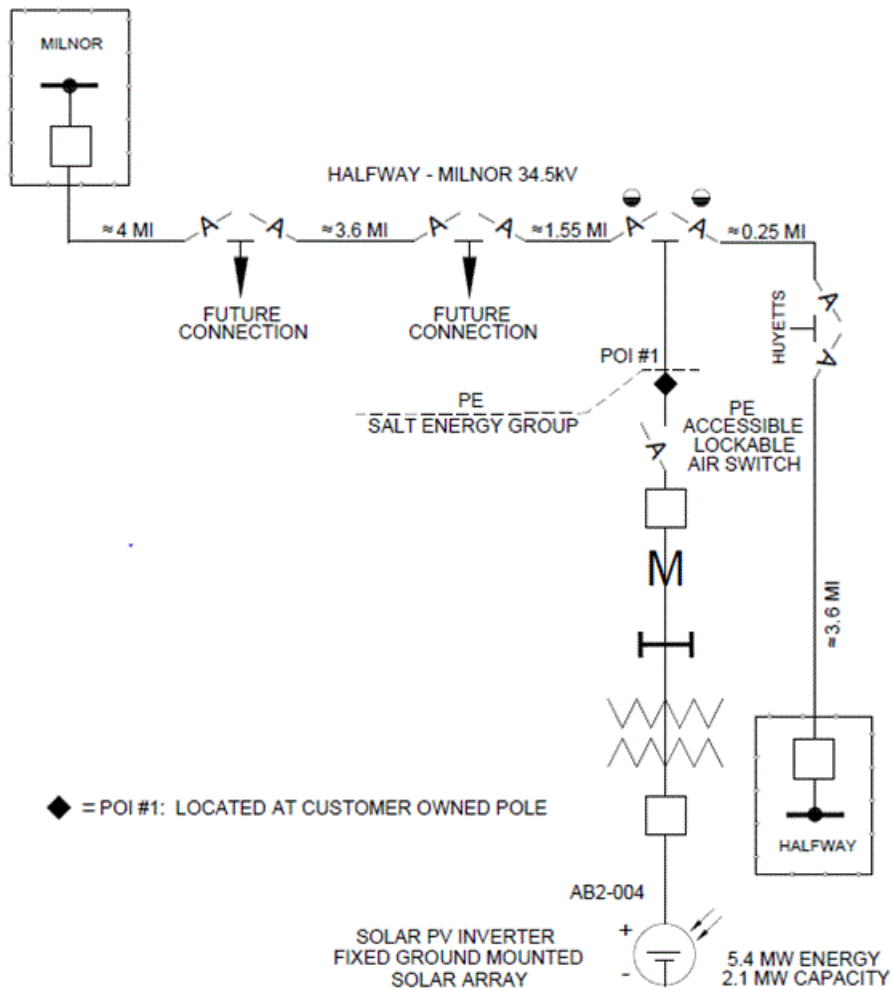 MILNOR
HALFWAY - MILNOR 34.5kV
A A A A A A
≈4 MI ≈3.6 MI ≈1.55 MI ≈0.25 MI
FUTURE
CONNECTION
FUTURE
CONNECTION
A
HUYETTS
A
POI #1
PE
SALT ENERGY GROUP
PE
ACCESSIBLE
LOCKABLE
AIR SWITCH
A
M
≈3.6 MI
= POI #1: LOCATED AT CUSTOMER OWNED POLE
HALFWAY
AB2-004
SOLAR PV INVERTER
FIXED GROUND MOUNTED
SOLAR ARRAY
+
-
5.4 MW ENERGY
2.1 MW CAPACITY